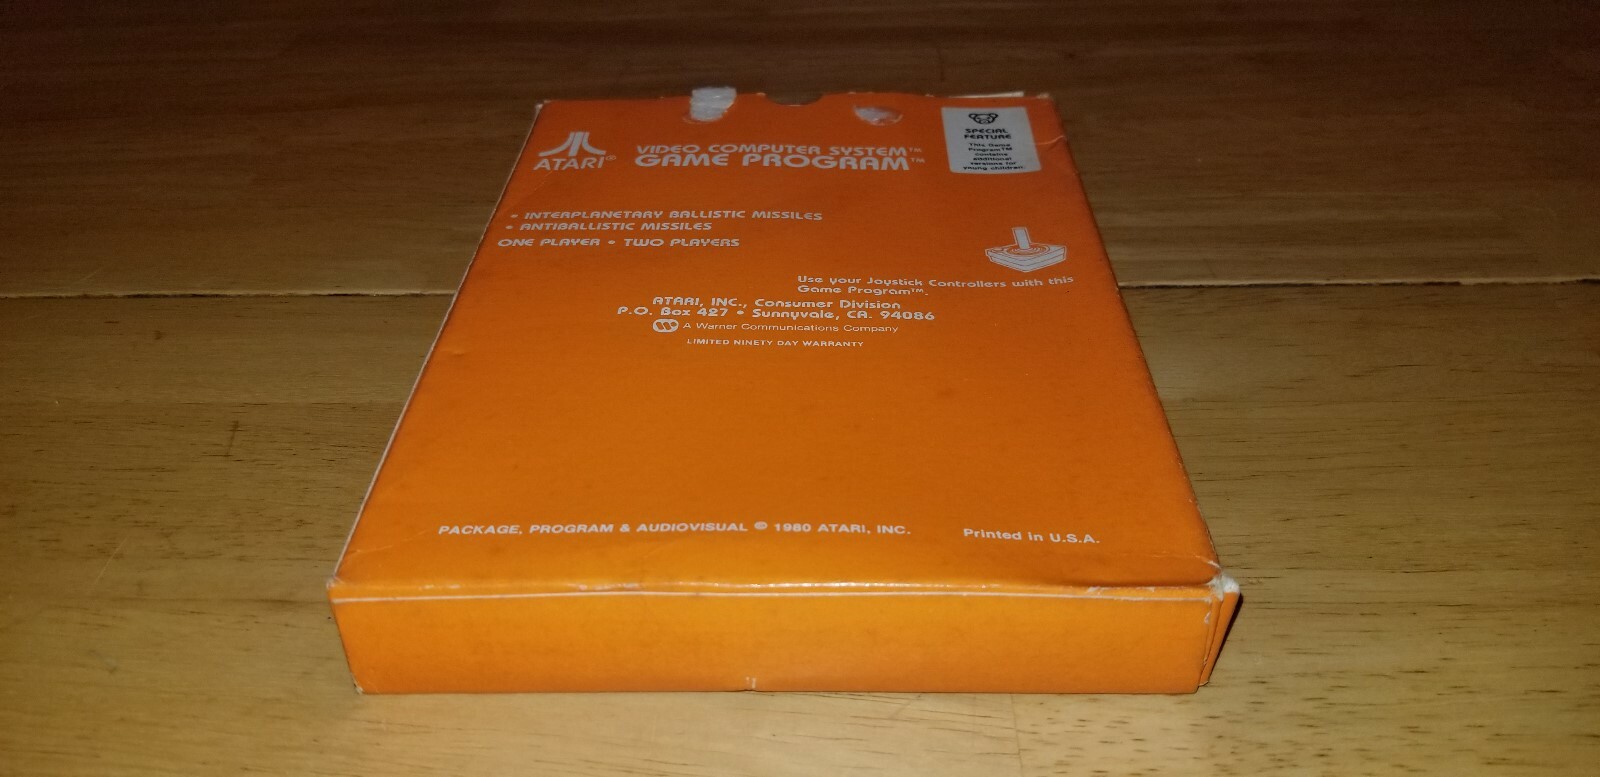 ATARI®
VIDEO COMPUTER SYSTEM™
GAME PROGRAM™
SPECIAL
FEATURE
This Game
Program™
contains
additional
versions for
young children.
• INTERPLANETARY BALLISTIC MISSILES
• ANTIBALLISTIC MISSILES
ONE PLAYER • TWO PLAYERS
Use your Joystick Controllers with this
Game Program™.
ATARI, INC., Consumer Division
P.O. Box 427 • Sunnyvale, CA. 94086
A Warner Communications Company
LIMITED NINETY DAY WARRANTY
PACKAGE, PROGRAM & AUDIOVISUAL © 1980 ATARI, INC.
Printed in U.S.A.